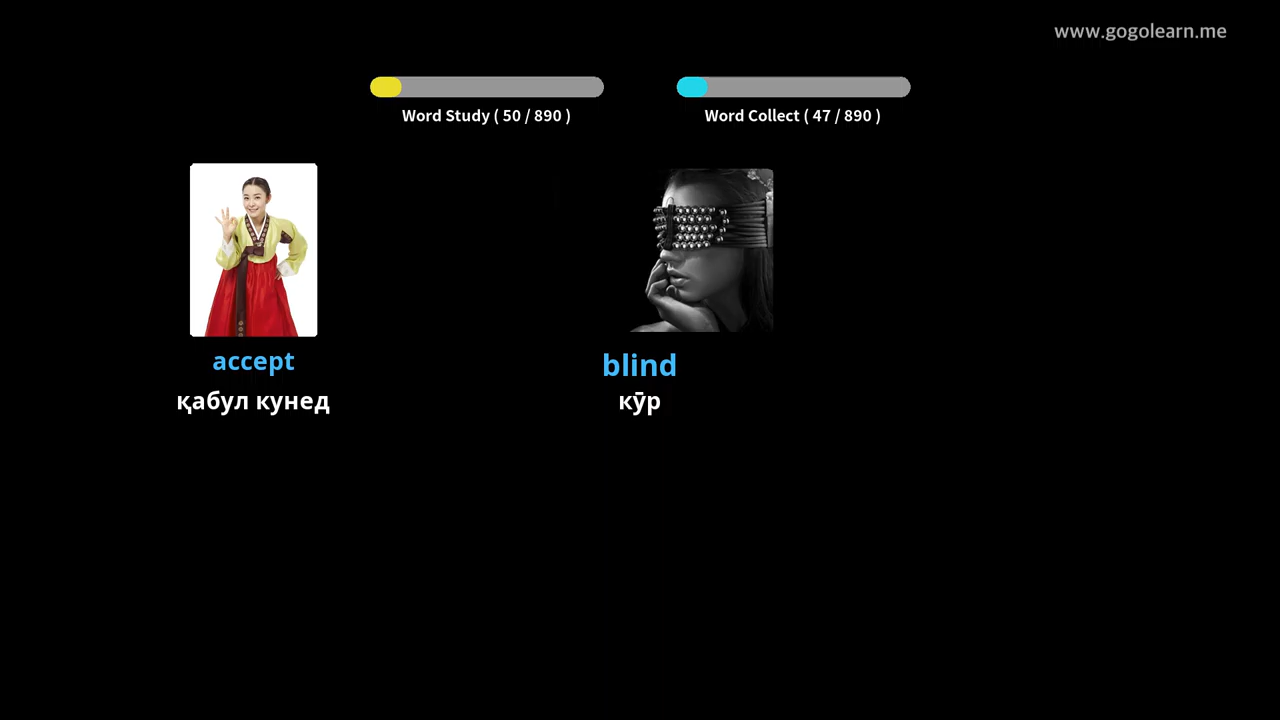 www.gogolearn.me
Word Study ( 50 / 890 )
Word Collect ( 47 / 890 )
accept
қабул кунед
blind
кӯр